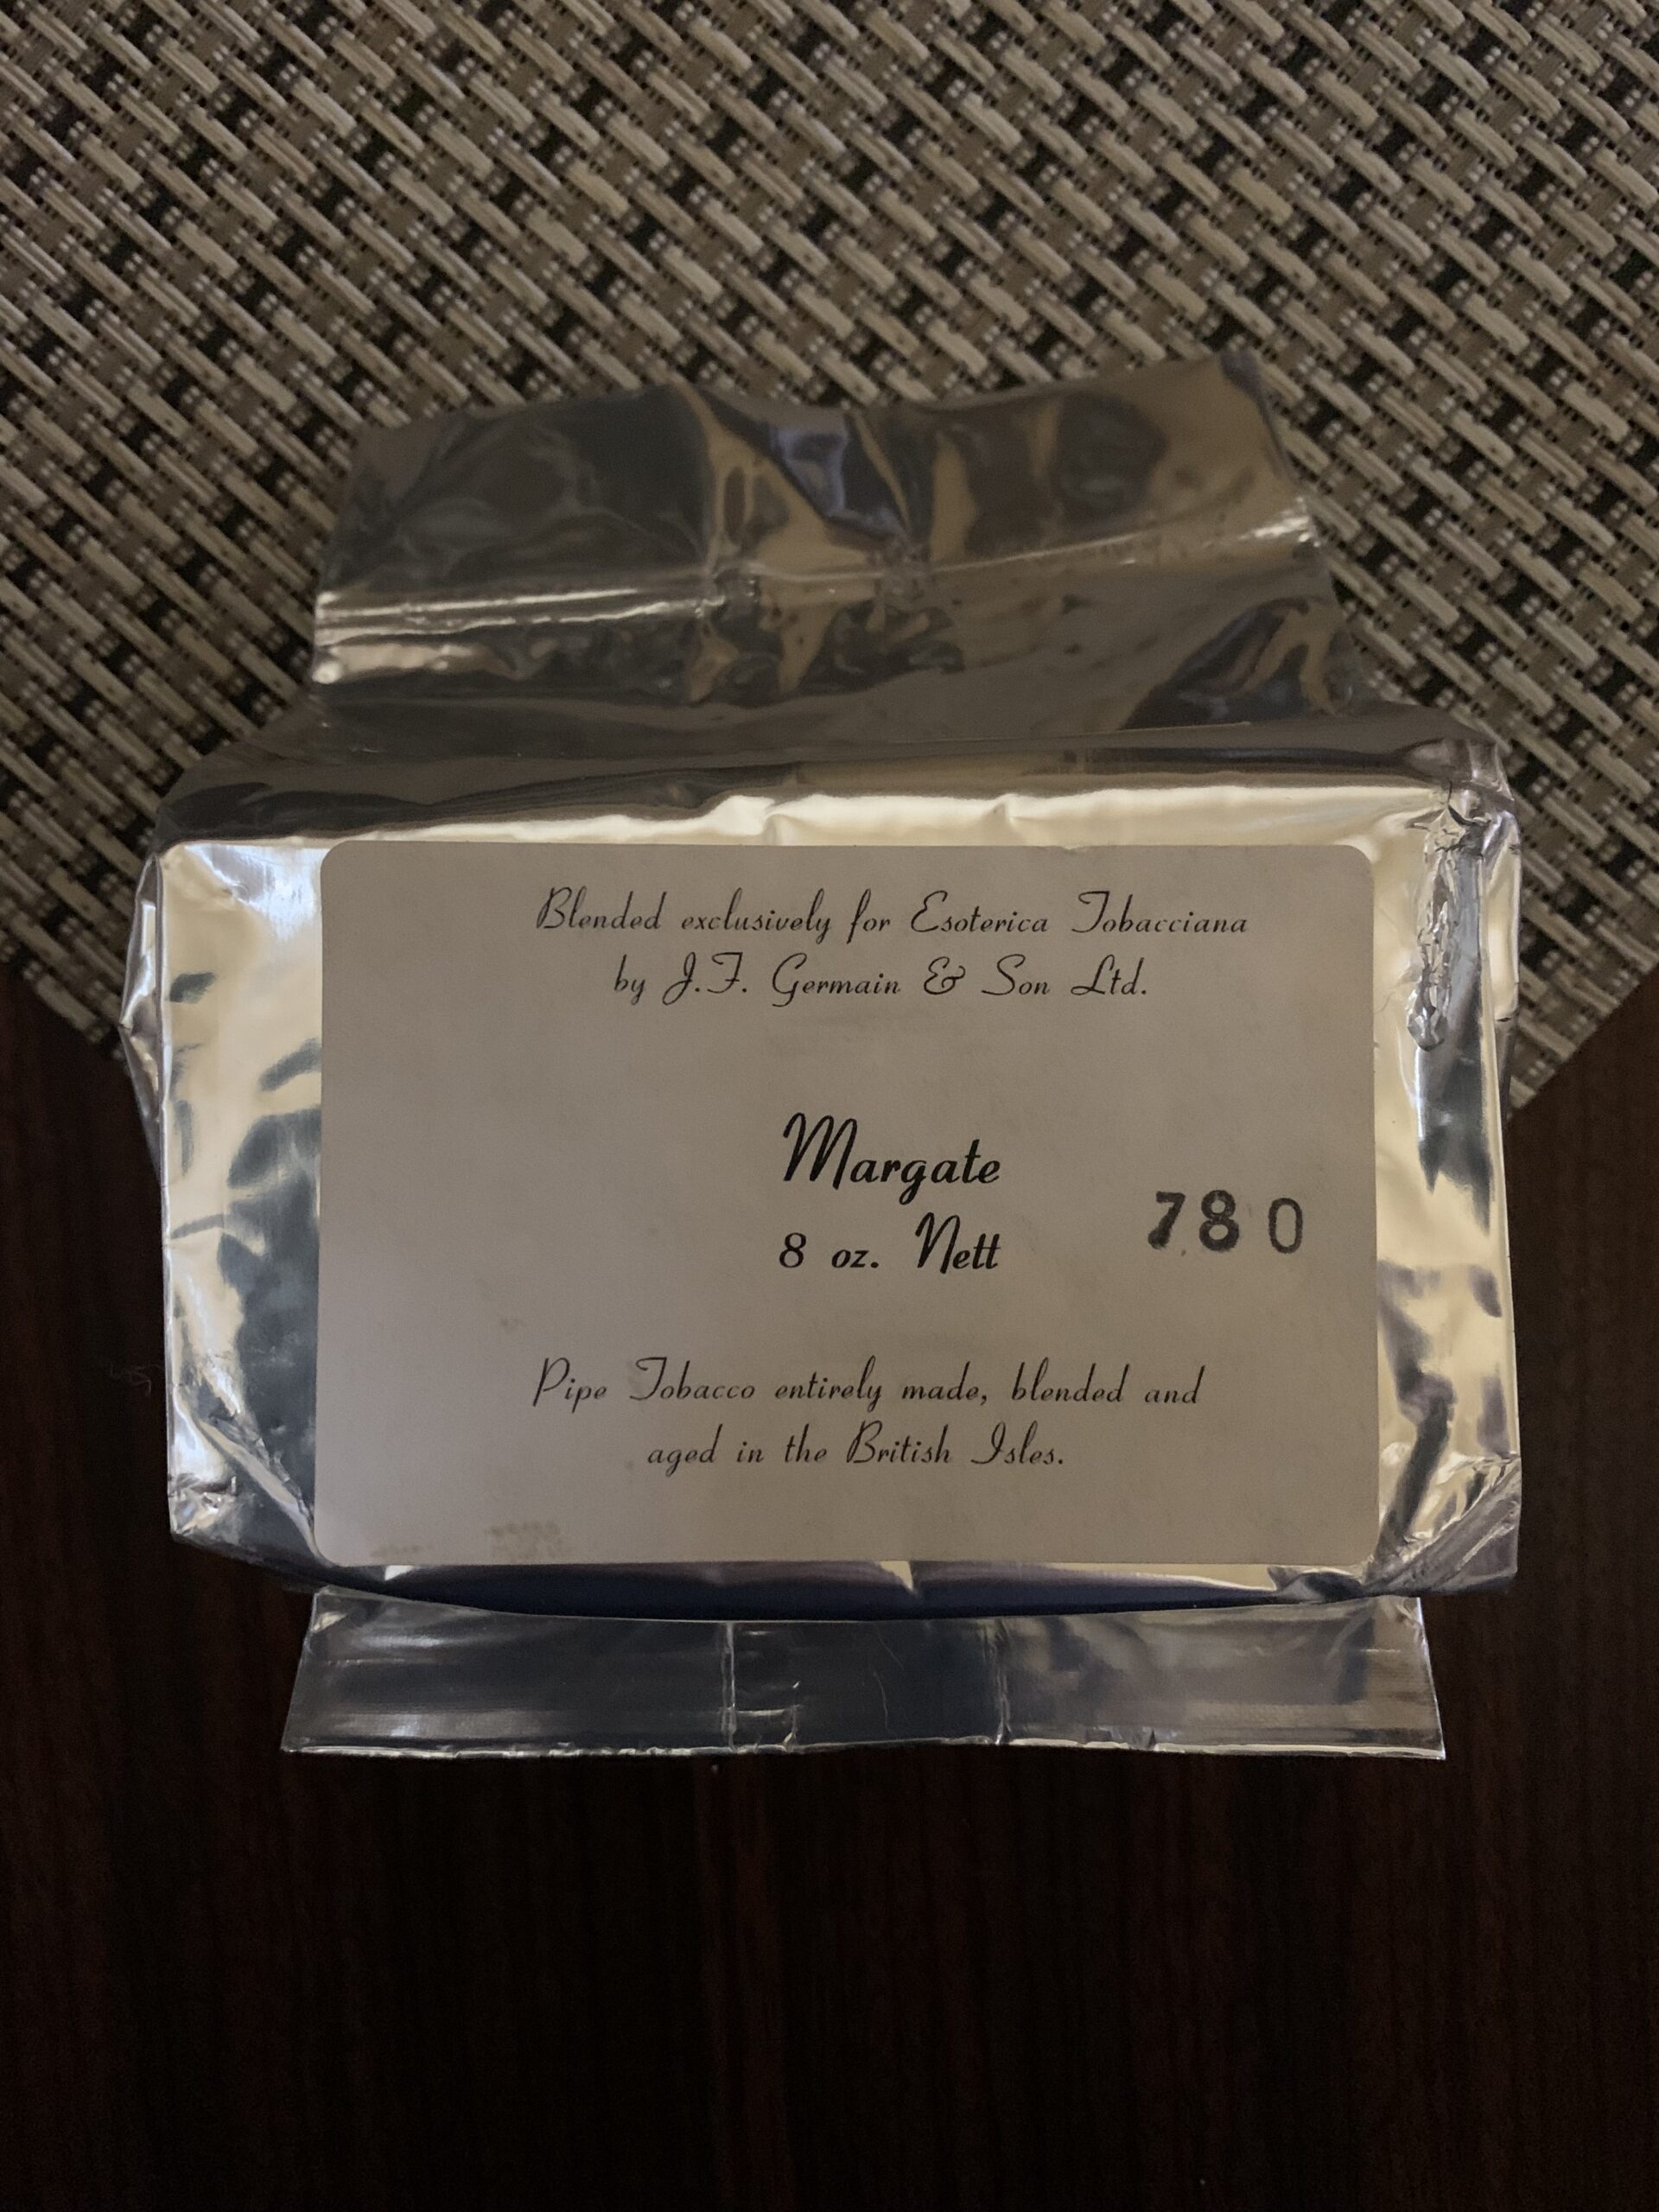 Blended exclusively for Esoterica Tobacciana
by J.F. Germain & Son Ltd.
Margate
8 oz. Nett
780
Pipe Tobacco entirely made, blended and
aged in the British Isles.